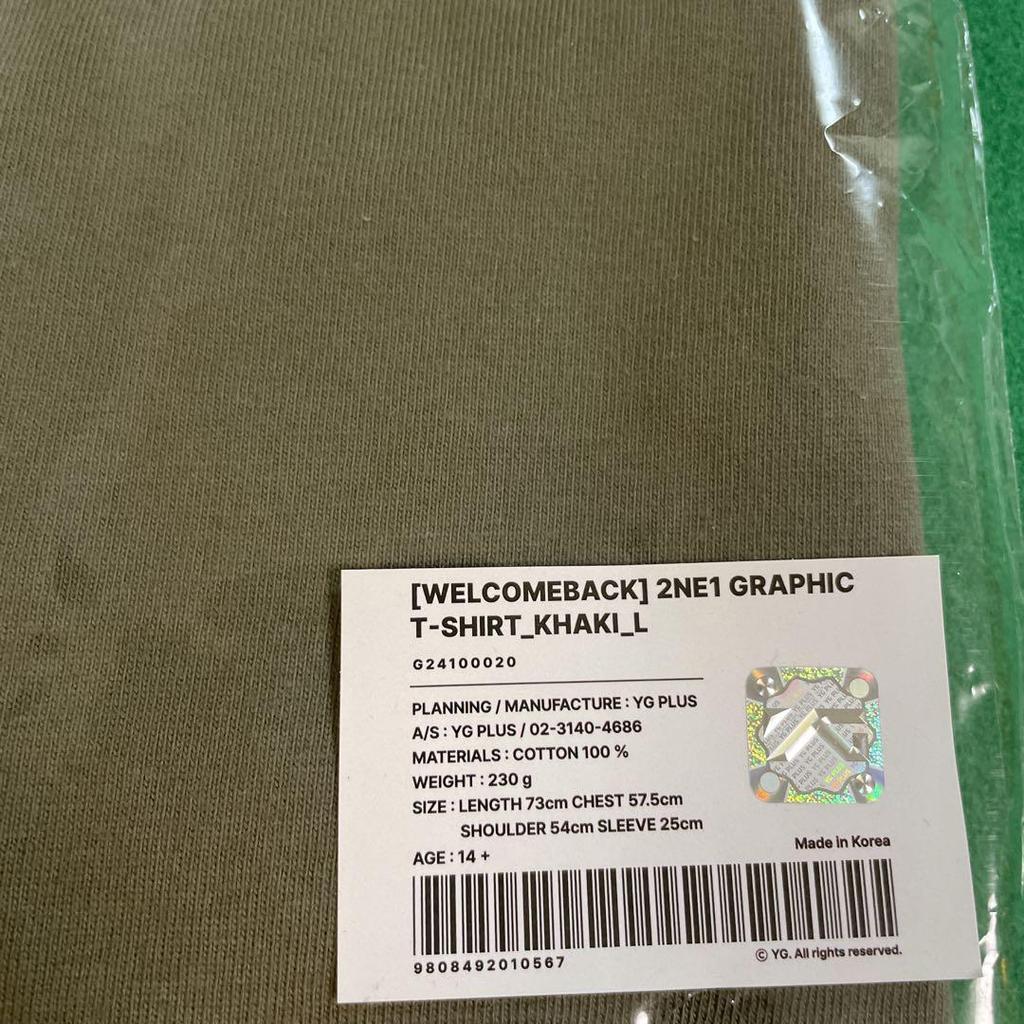 [WELCOMEBACK] 2NE1 GRAPHIC
T-SHIRT_KHAKI_L
G24100020
PLANNING / MANUFACTURE : YG PLUS
A/S : YG PLUS / 02-3140-4686
MATERIALS : COTTON 100 %
WEIGHT : 230 g
SIZE : LENGTH 73cm CHEST 57.5cm
SHOULDER 54cm SLEEVE 25cm
AGE : 14 +
Made in Korea
9808492010567
© YG. All rights reserved.
YG PLUS